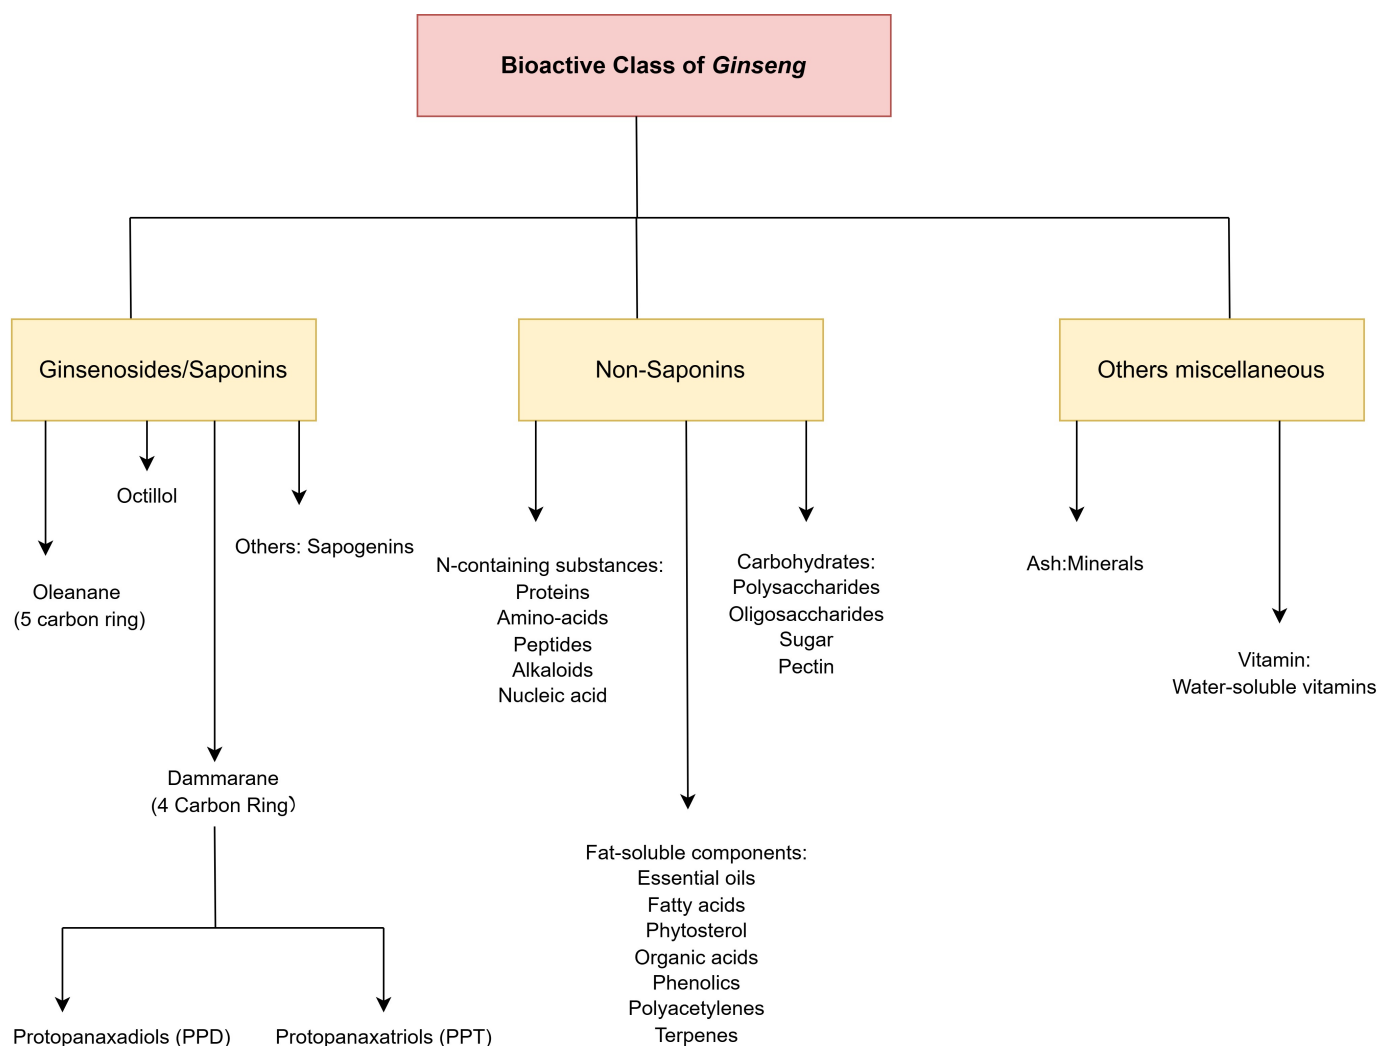 Bioactive Class of Ginseng
Ginsenosides/Saponins
Non-Saponins
Others miscellaneous
Octillol
Others: Sapogenins
Oleanane
(5 carbon ring)
Dammarane
(4 Carbon Ring）
Protopanaxadiols (PPD)
Protopanaxatriols (PPT)
N-containing substances:
Proteins
Amino-acids
Peptides
Alkaloids
Nucleic acid
Carbohydrates:
Polysaccharides
Oligosaccharides
Sugar
Pectin
Fat-soluble components:
Essential oils
Fatty acids
Phytosterol
Organic acids
Phenolics
Polyacetylenes
Terpenes
Ash:Minerals
Vitamin:
Water-soluble vitamins